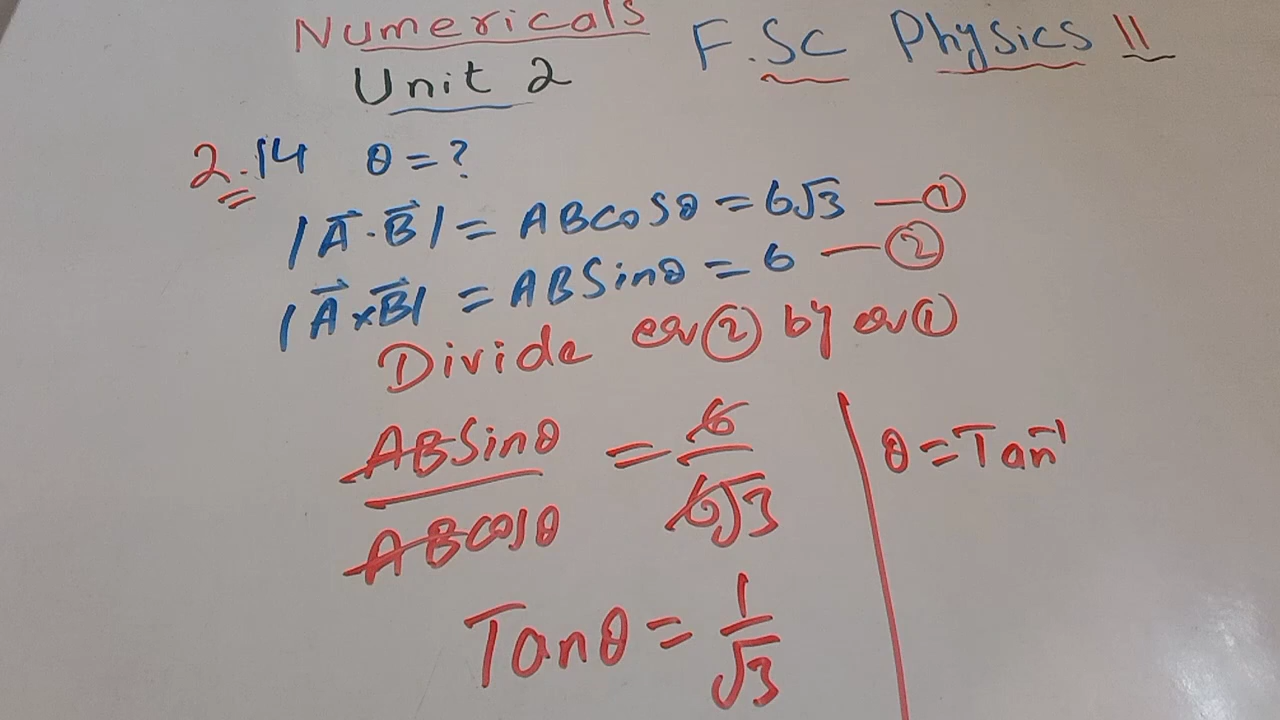 Numericals
Unit 2
F.Sc Physics 11
2.14 θ = ?
|A⃗ . B⃗| = ABCosθ = 6√3 — ①
|A⃗ × B⃗| = ABSinθ = 6 — ②
Divide eq ② by eq ①
ABSinθ / ABCosθ = 6 / 6√3
Tanθ = 1 / √3
θ = Tan⁻¹